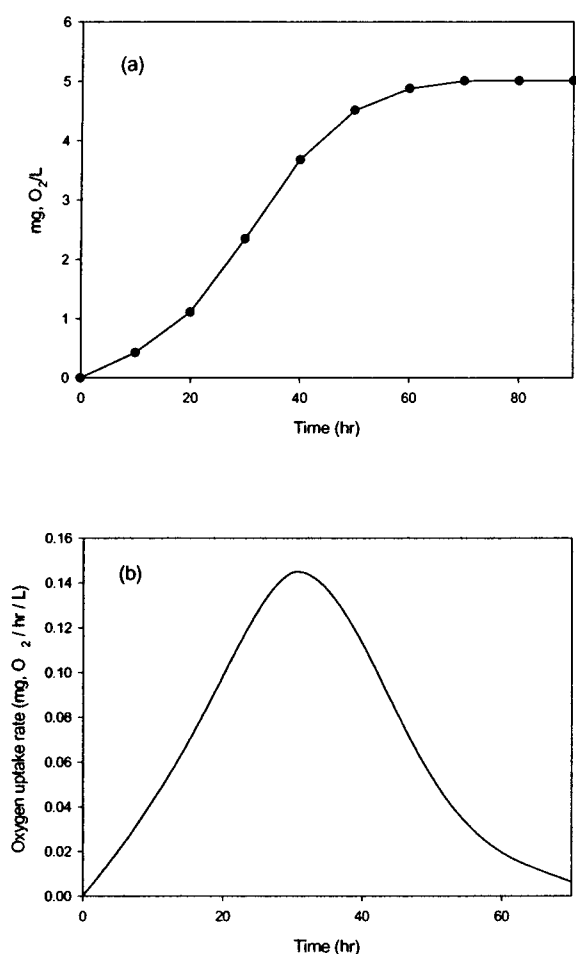 6
(a)
5
4
mg, O2/L
3
2
1
0
0 20 40 60 80
Time (hr)
0.16
(b)
0.14
0.12
0.10
Oxygen uptake rate (mg, O 2 / hr / L)
0.08
0.06
0.04
0.02
0.00
0 20 40 60
Time (hr)